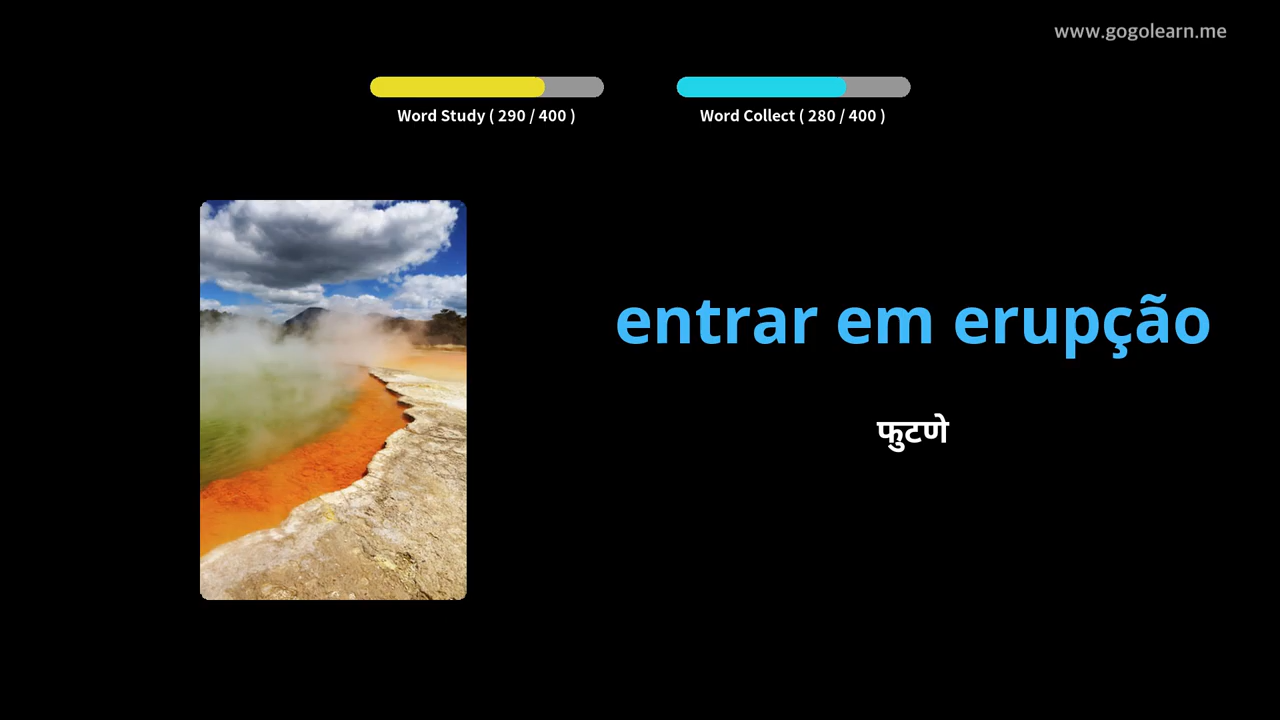 www.gogolearn.me
Word Study ( 290 / 400 )
Word Collect ( 280 / 400 )
entrar em erupção
फुटणे